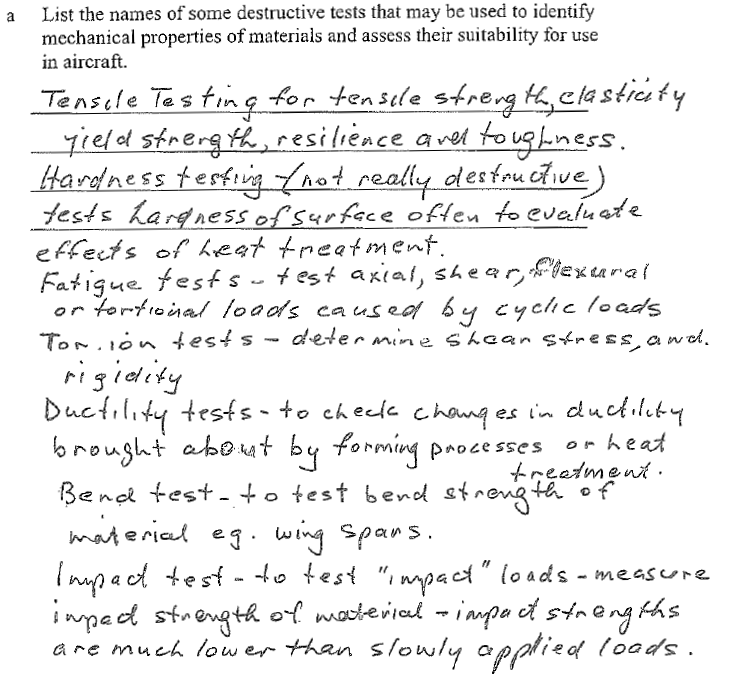 a List the names of some destructive tests that may be used to identify
mechanical properties of materials and assess their suitability for use
in aircraft.
Tensile Testing for tensile strength, elasticity
yield strength, resilience and toughness.
Hardness testing (not really destructive)
tests hardness of surface often to evaluate
effects of heat treatment.
Fatigue tests - test axial, shear, flexural
or tortional loads caused by cyclic loads
Torsion tests - determine shear stress, and.
rigidity
Ductility tests - to check changes in ductility
brought about by forming processes or heat
treatment.
Bend test - to test bend strength of
material eg. wing spars.
Impact test - to test "impact" loads - measure
impact strength of material - impact strengths
are much lower than slowly applied loads.